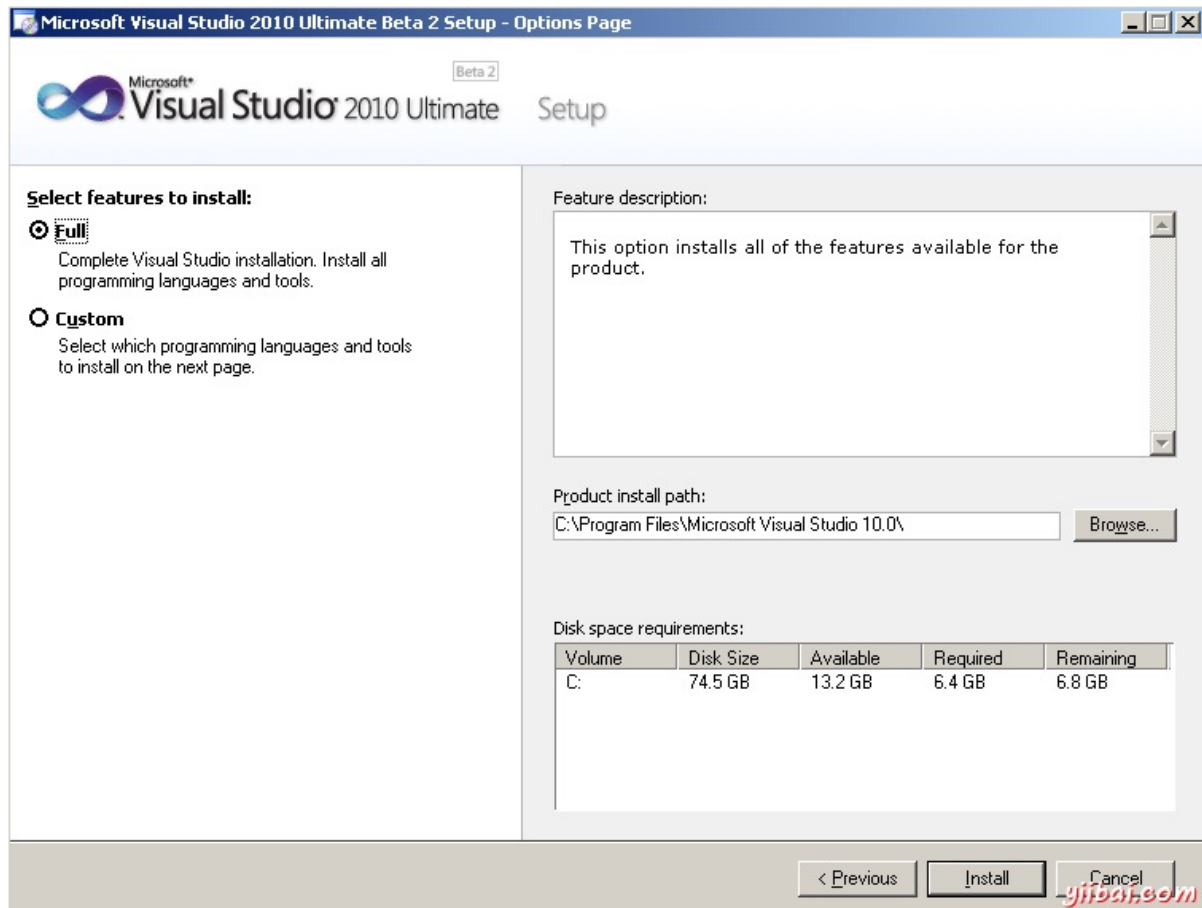 Microsoft Visual Studio 2010 Ultimate Beta 2 Setup - Options Page
Beta 2
Microsoft®
Visual Studio 2010 Ultimate Setup
Select features to install:
Full
Complete Visual Studio installation. Install all
programming languages and tools.
Custom
Select which programming languages and tools
to install on the next page.
Feature description:
This option installs all of the features available for the
product.
Product install path:
C:\Program Files\Microsoft Visual Studio 10.0\
Browse...
Disk space requirements:
Volume Disk Size Available Required Remaining
C: 74.5 GB 13.2 GB 6.4 GB 6.8 GB
< Previous Install Cancel
yiibai.com